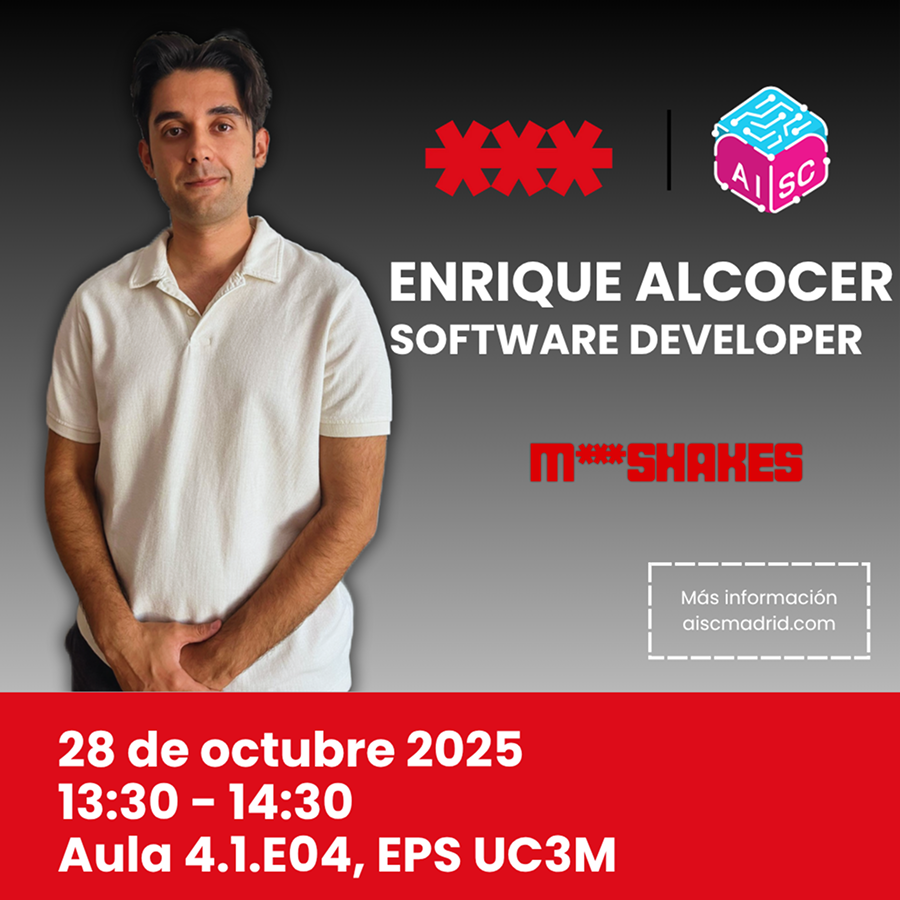 AI SC
ENRIQUE ALCOCER
SOFTWARE DEVELOPER
M***SHAKES
Más información
aiscmadrid.com
28 de octubre 2025
13:30 - 14:30
Aula 4.1.E04, EPS UC3M